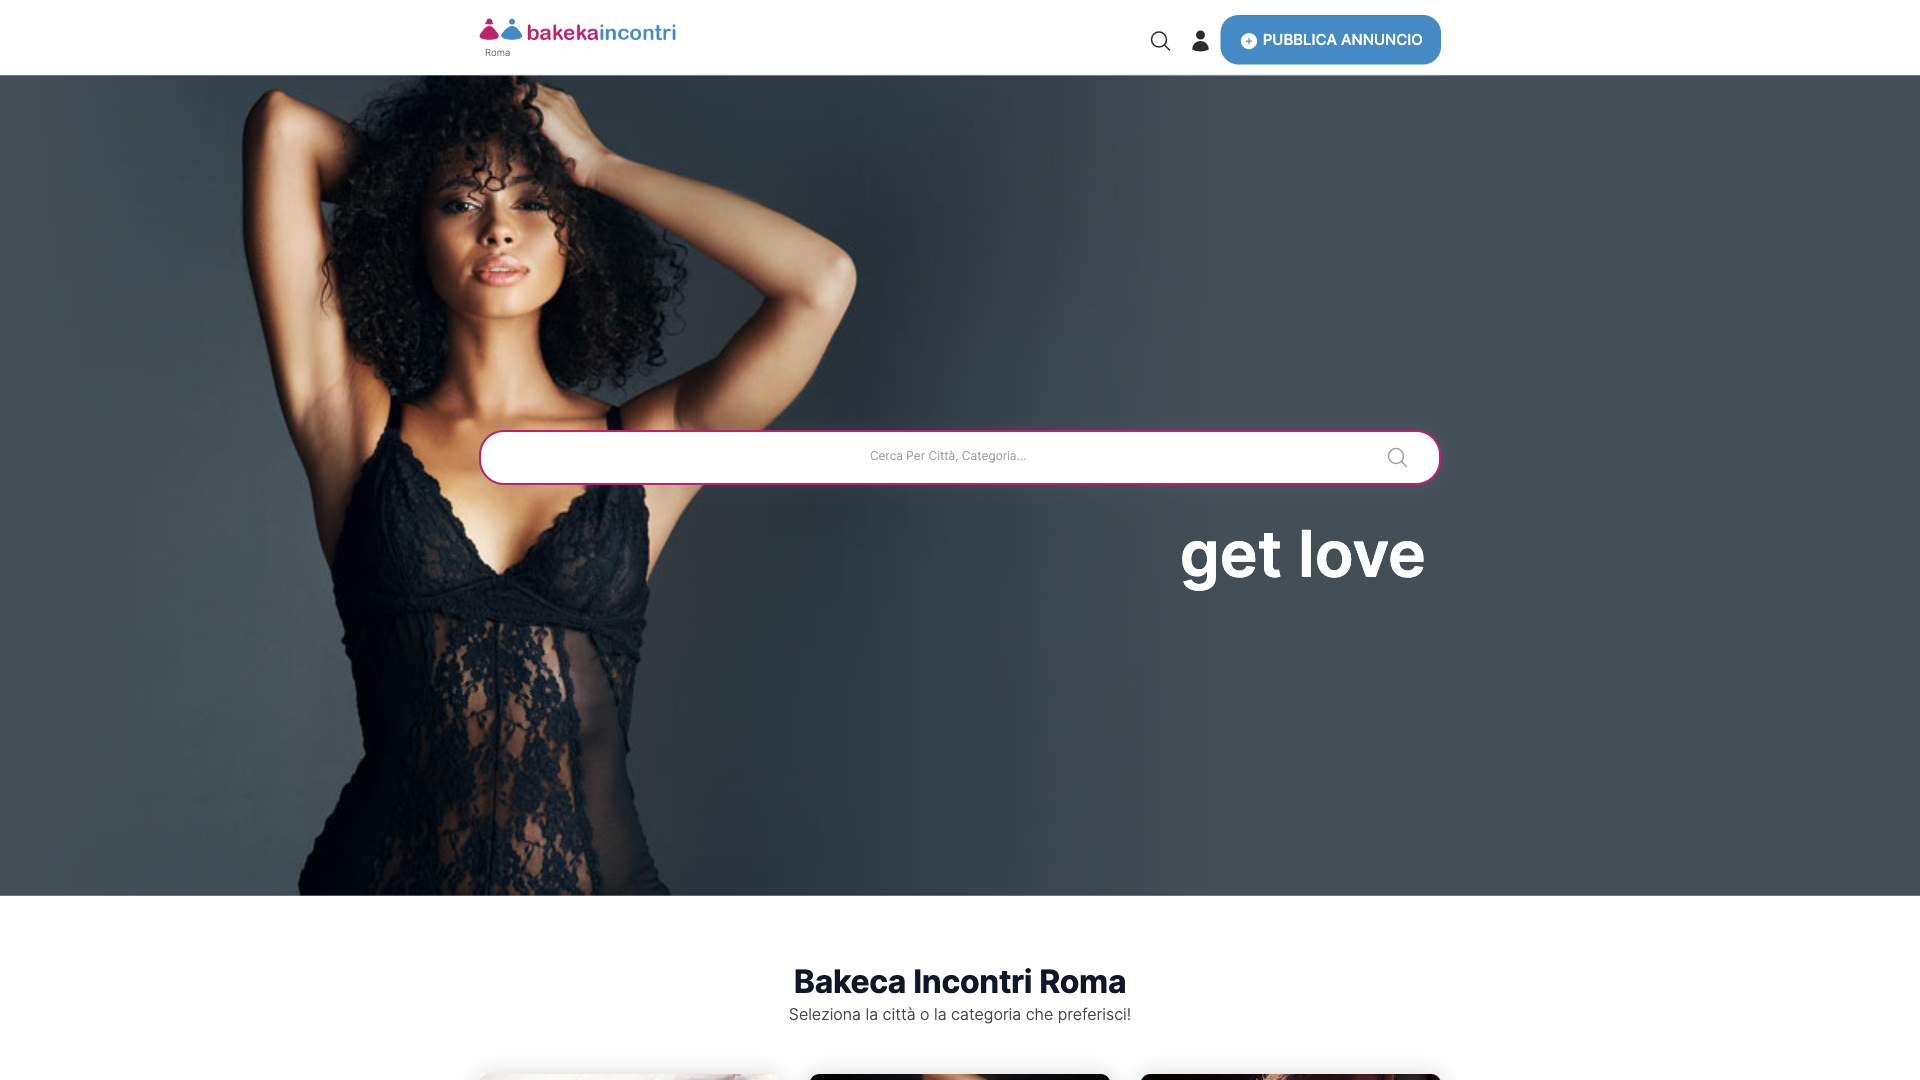 bakekaincontri
Roma
PUBBLICA ANNUNCIO
Cerca Per Città, Categoria...
get love
Bakeca Incontri Roma
Seleziona la città o la categoria che preferisci!